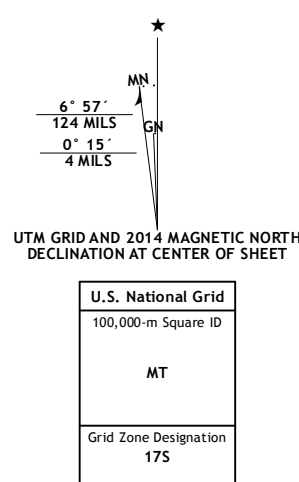 ★
MN
6° 57´
124 MILS
GN
0° 15´
4 MILS
UTM GRID AND 2014 MAGNETIC NORTH
DECLINATION AT CENTER OF SHEET
U.S. National Grid
100,000-m Square ID
MT
Grid Zone Designation
17S